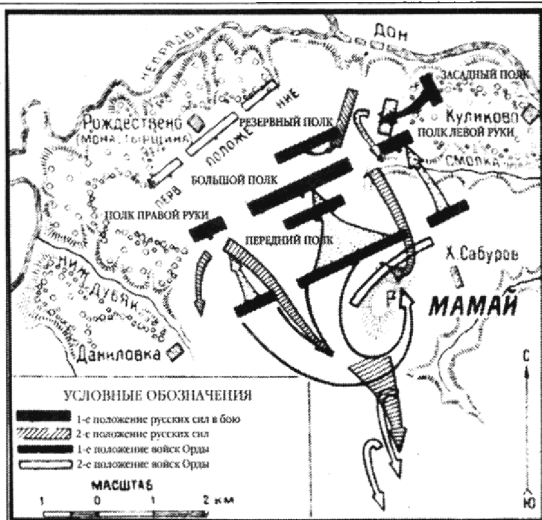 НЕПРЯДВА
ДОН
ЗАСАДНЫЙ ПОЛК
НИЕ
Куликово
Рождествено
(Монастырщина)
РЕЗЕРВНЫЙ ПОЛК
ПОЛК ЛЕВОЙ РУКИ
ПОЛОЖЕ
СМОЛКА
БОЛЬШОЙ ПОЛК
ПЕРВ
ПОЛК ПРАВОЙ РУКИ
ПЕРЕДНИЙ ПОЛК
Х.Сабуров
НИЖ. ДУБЯК
МАМАЙ
Даниловка
С
УСЛОВНЫЕ ОБОЗНАЧЕНИЯ
1-е положение русских сил в бою
2-е положение русских сил
1-е положение войск Орды
2-е положение войск Орды
МАСШТАБ
1 0 1 2 км
Ю